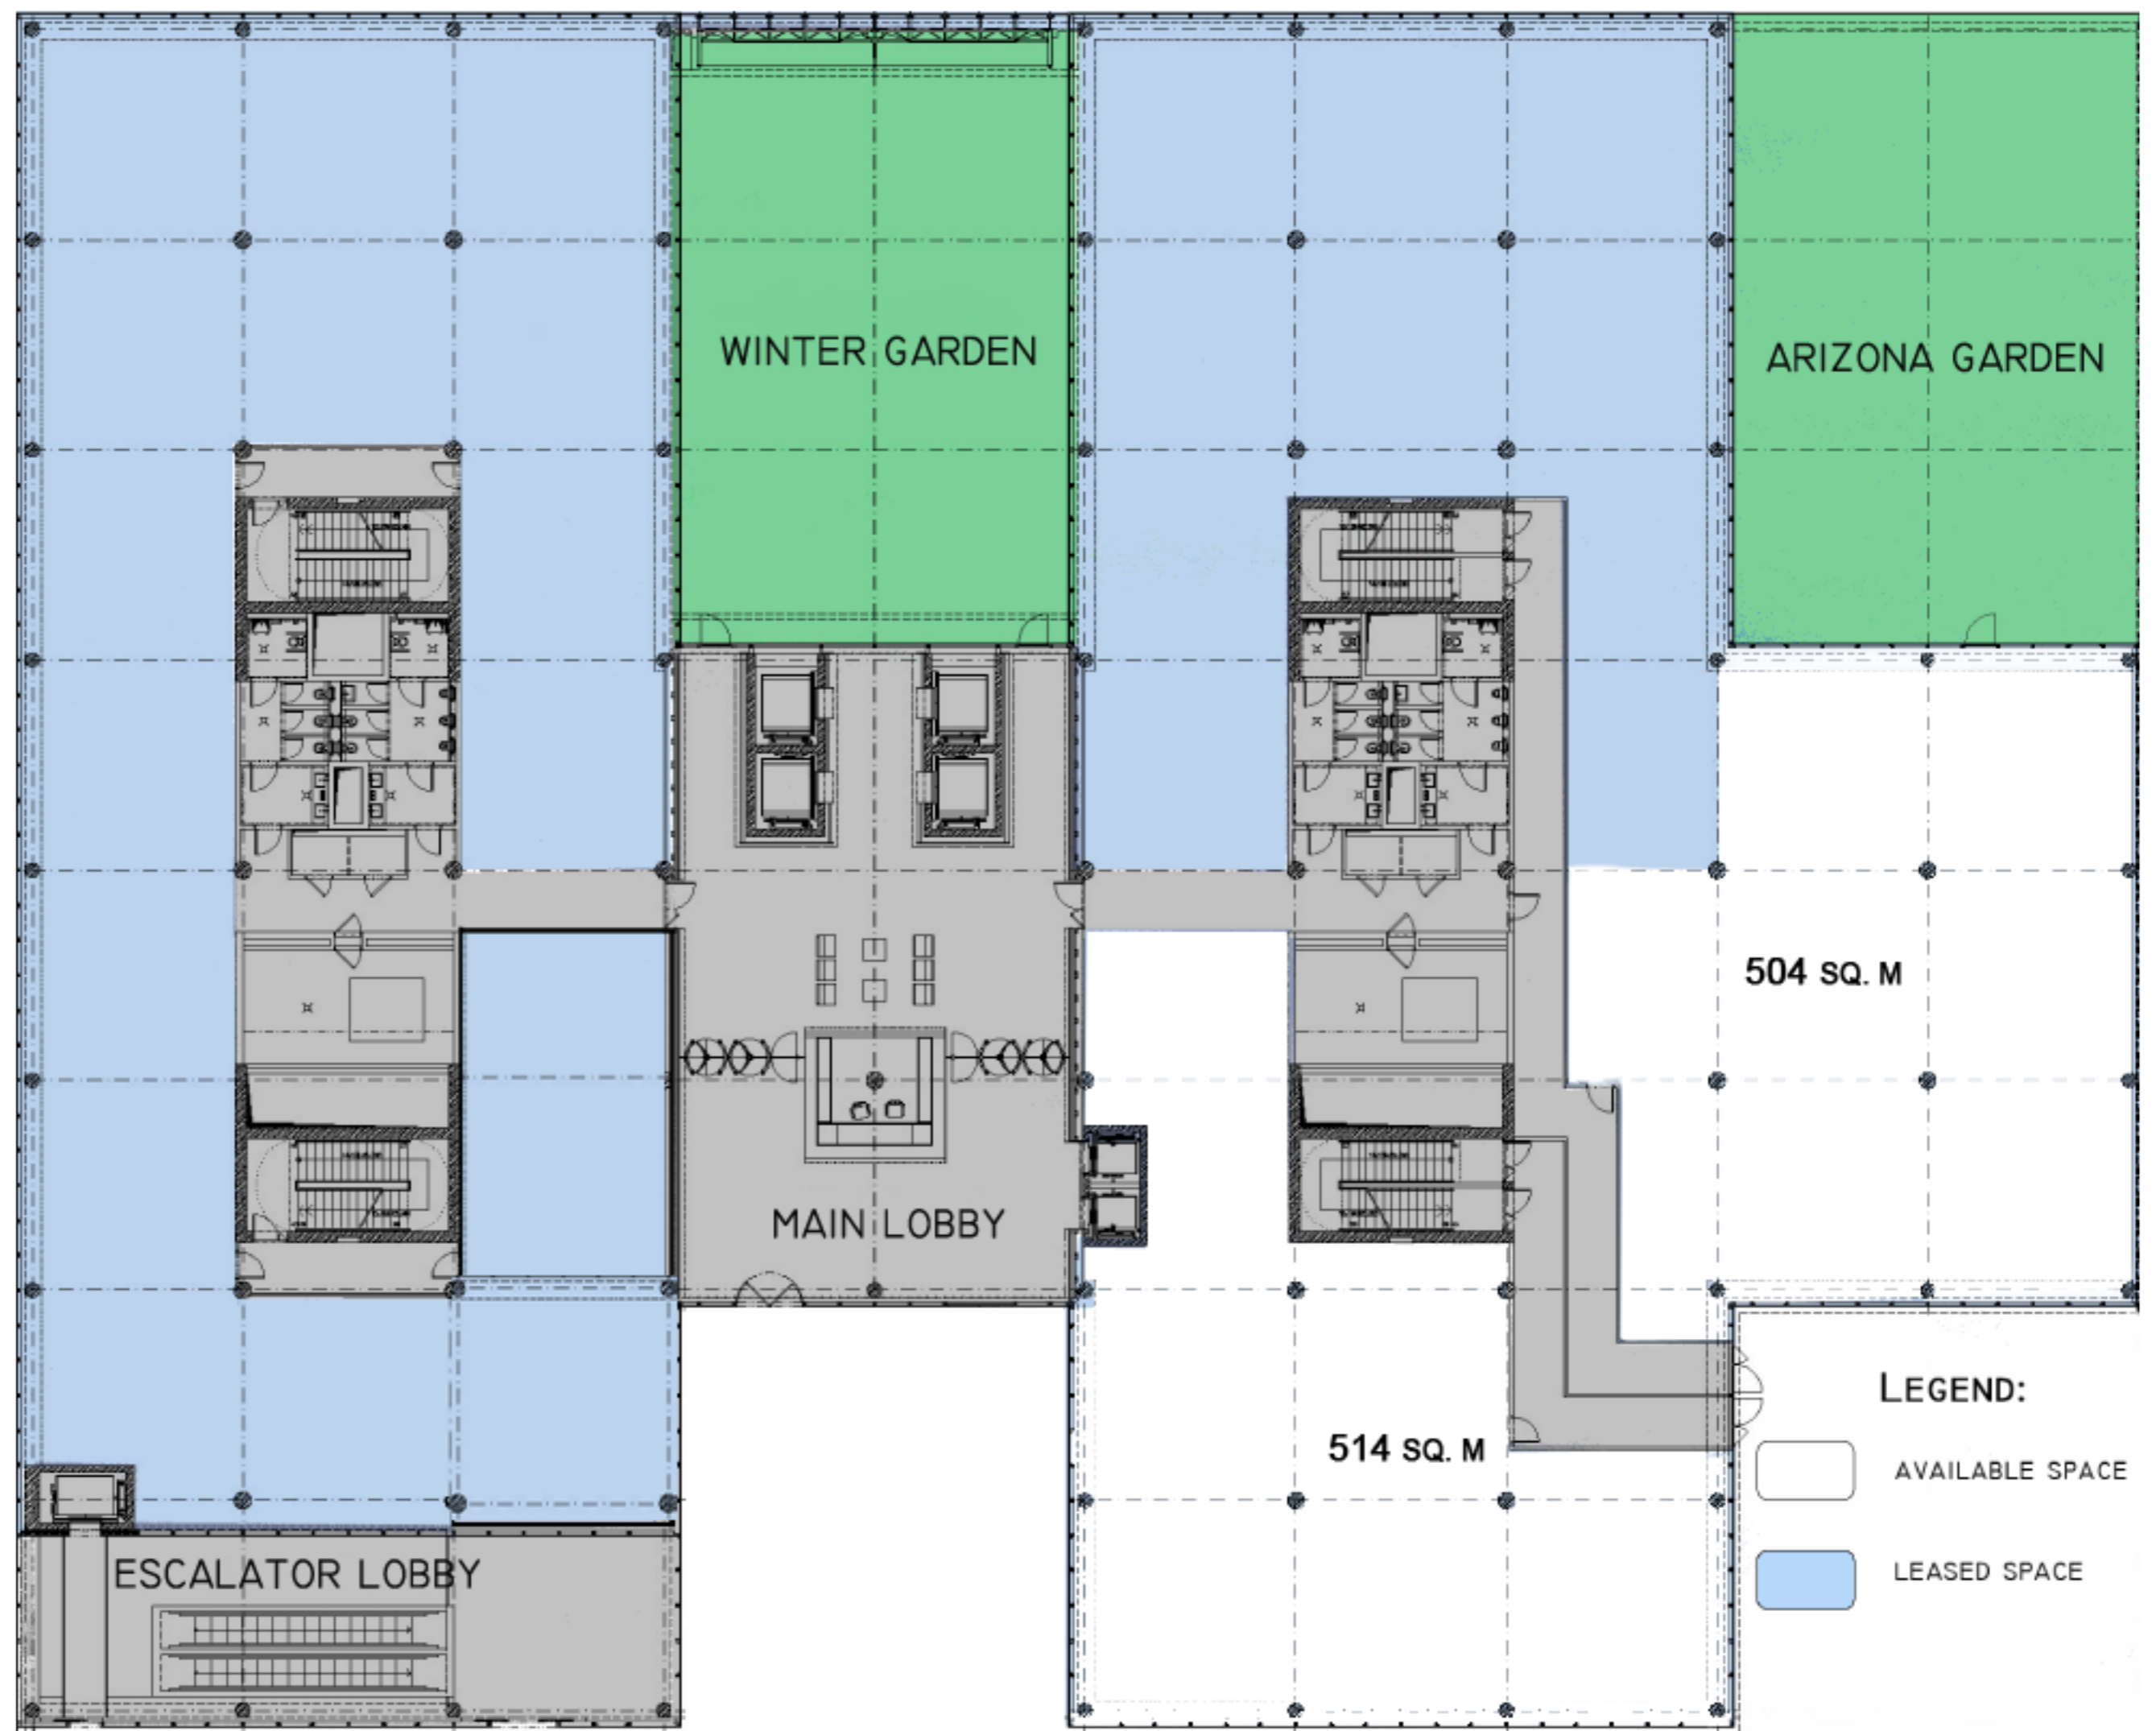 WINTER GARDEN
ARIZONA GARDEN
504 SQ. M
MAIN LOBBY
LEGEND:
514 SQ. M
AVAILABLE SPACE
LEASED SPACE
ESCALATOR LOBBY